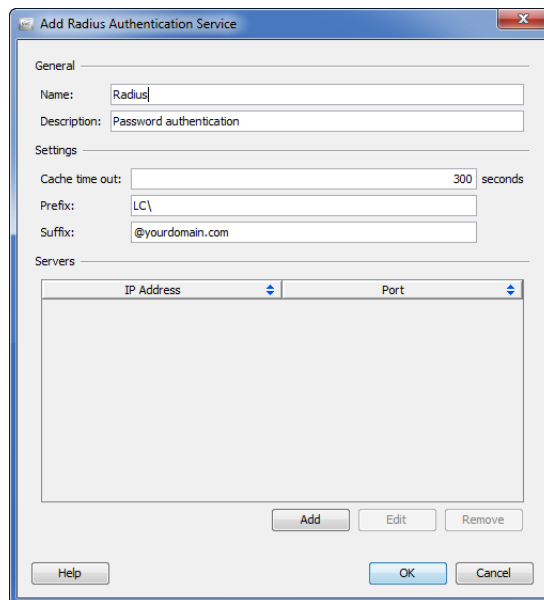 Add Radius Authentication Service
General
Name: Radius
Description: Password authentication
Settings
Cache time out: 300 seconds
Prefix: LC\
Suffix: @yourdomain.com
Servers
IP Address Port
Add Edit Remove
Help OK Cancel